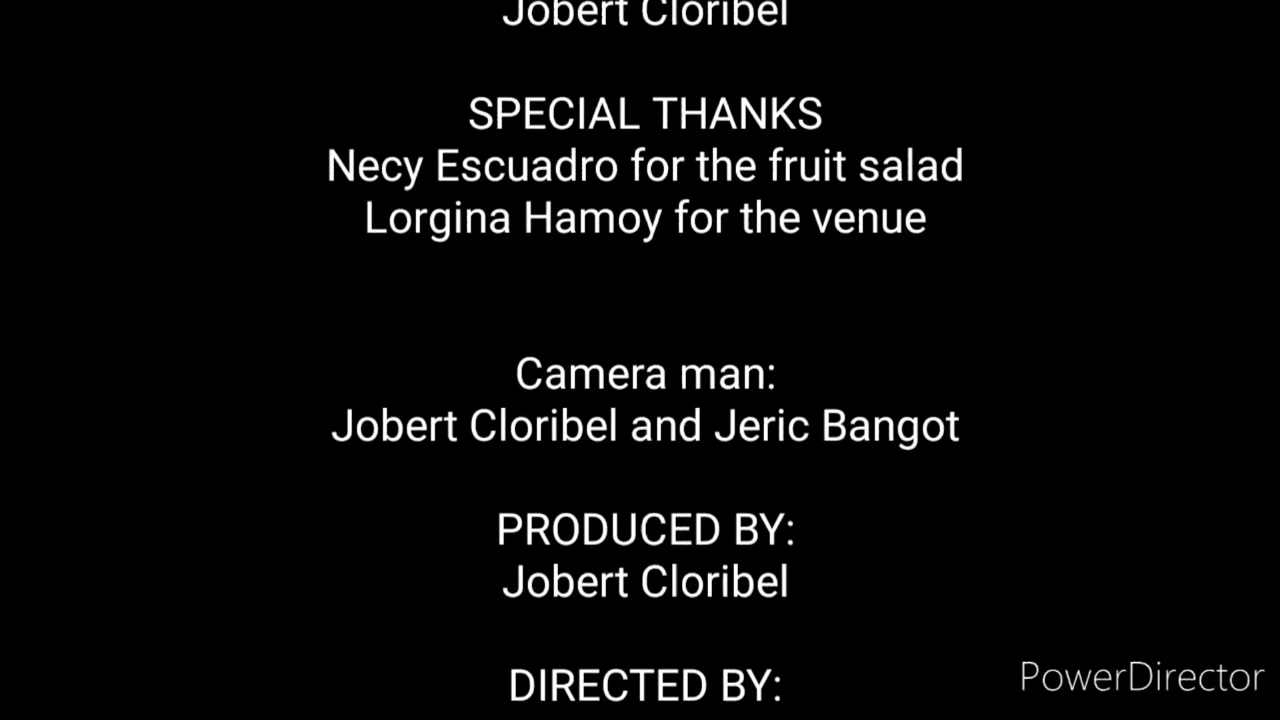 Jobert Cloribel
SPECIAL THANKS
Necy Escuadro for the fruit salad
Lorgina Hamoy for the venue
Camera man:
Jobert Cloribel and Jeric Bangot
PRODUCED BY:
Jobert Cloribel
DIRECTED BY:
PowerDirector